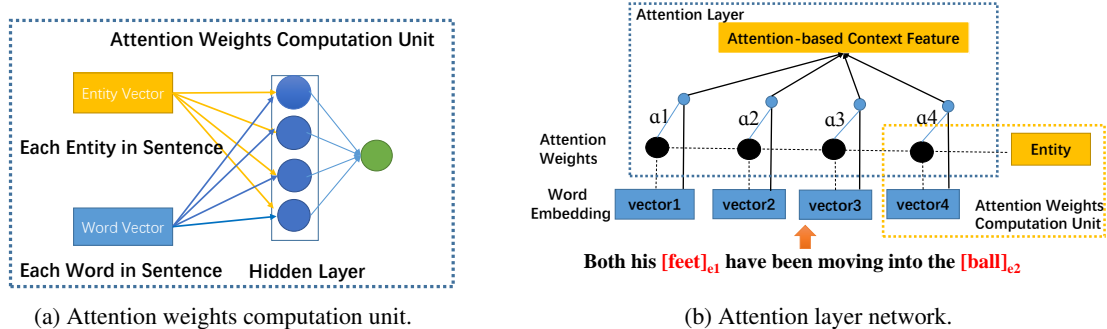 Attention Weights Computation Unit
Entity Vector
Each Entity in Sentence
Word Vector
Each Word in Sentence
Hidden Layer
(a) Attention weights computation unit.
Attention Layer
Attention-based Context Feature
α1
α2
α3
α4
Attention
Weights
Entity
Word
Embedding
vector1
vector2
vector3
vector4
Attention Weights
Computation Unit
Both his [feet]e1 have been moving into the [ball]e2
(b) Attention layer network.